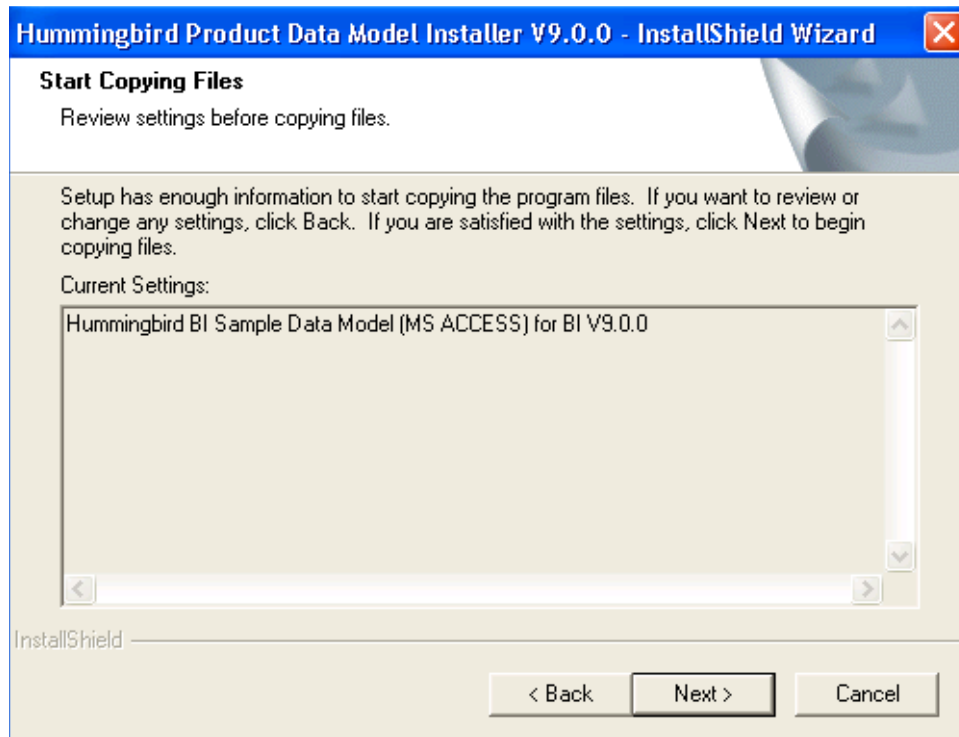 Hummingbird Product Data Model Installer V9.0.0 - InstallShield Wizard
Start Copying Files
Review settings before copying files.
Setup has enough information to start copying the program files. If you want to review or
change any settings, click Back. If you are satisfied with the settings, click Next to begin
copying files.
Current Settings:
Hummingbird BI Sample Data Model (MS ACCESS) for BI V9.0.0
InstallShield
< Back
Next >
Cancel